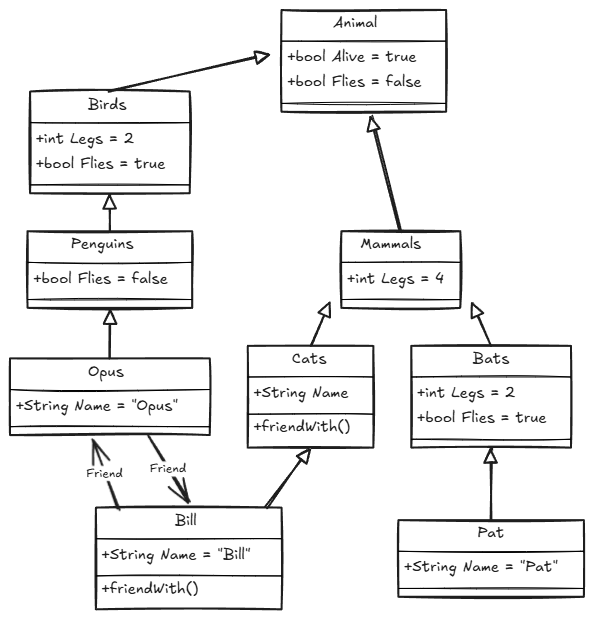 Animal
+bool Alive = true
+bool Flies = false
Birds
+int Legs = 2
+bool Flies = true
Penguins
+bool Flies = false
Mammals
+int Legs = 4
Opus
+String Name = "Opus"
Cats
+String Name
+friendWith()
Bats
+int Legs = 2
+bool Flies = true
Friend
Friend
Bill
+String Name = "Bill"
+friendWith()
Pat
+String Name = "Pat"